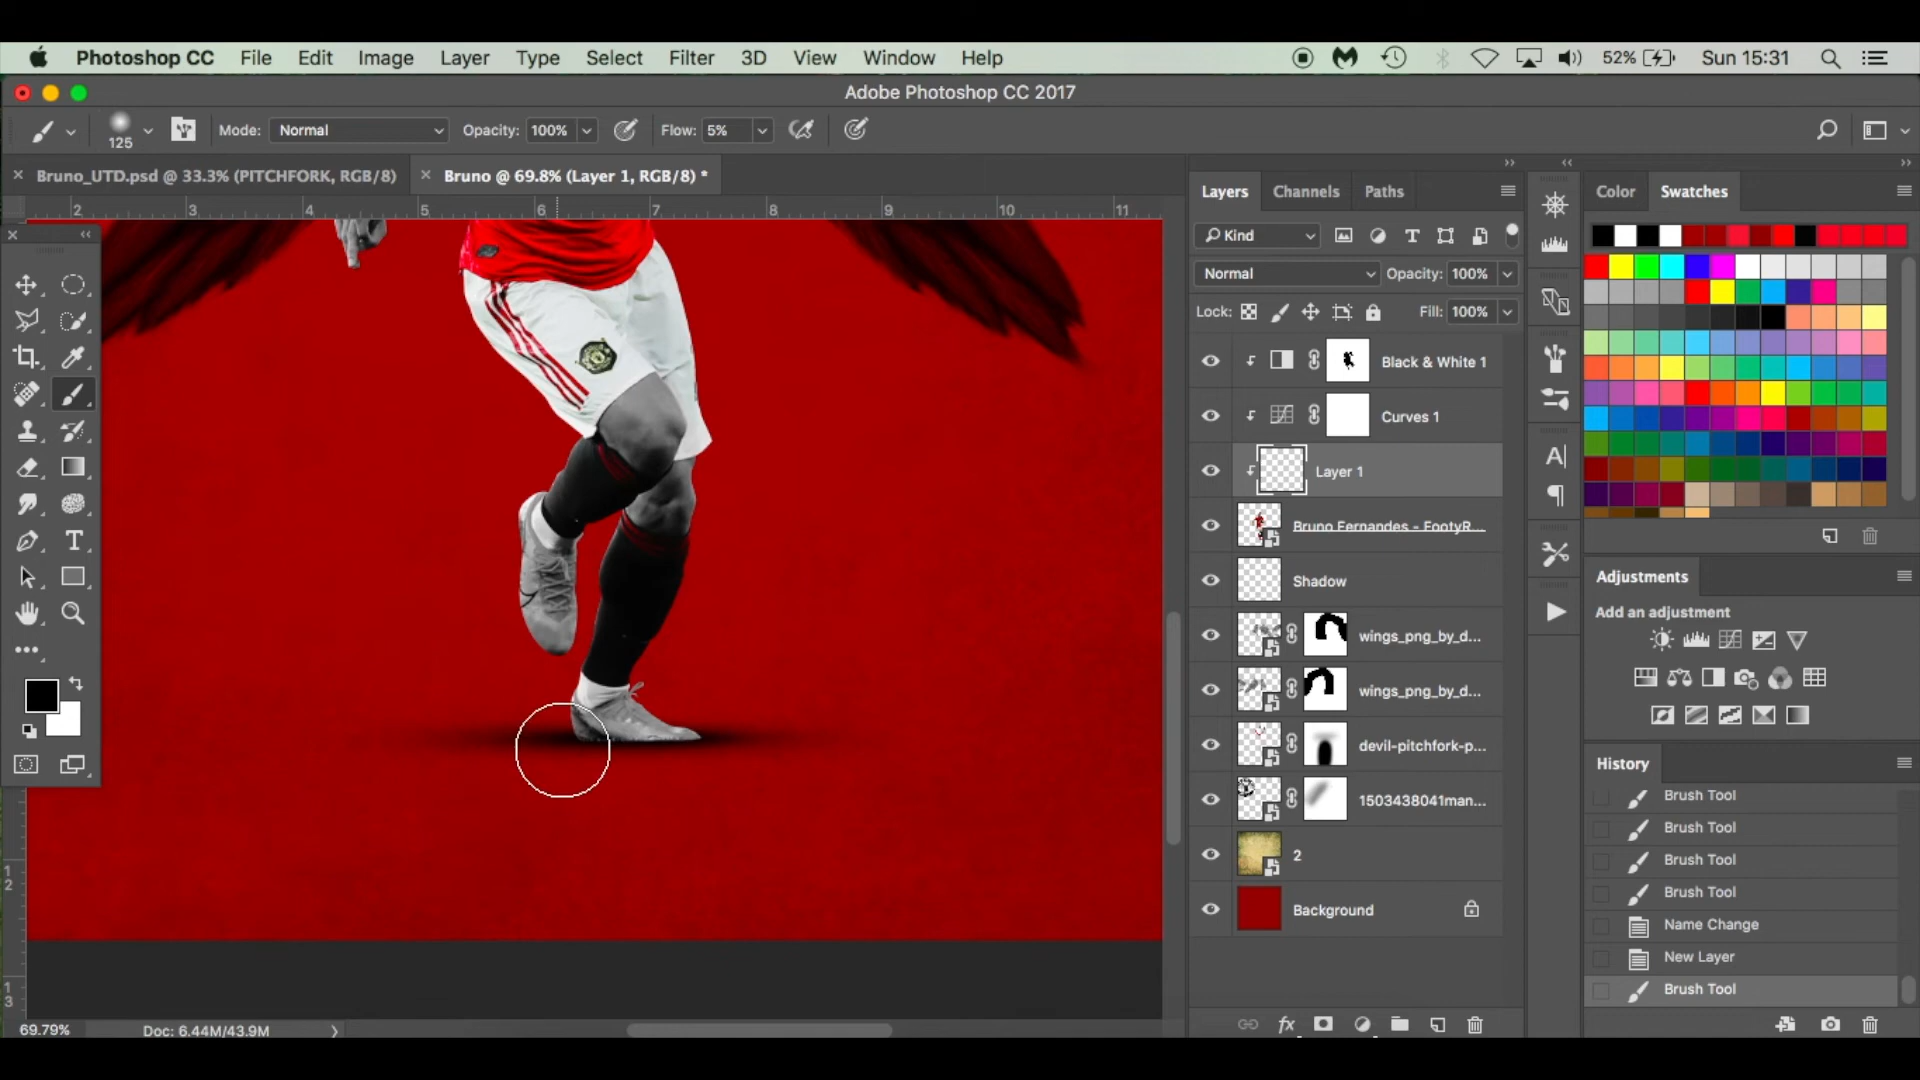 Photoshop CC File Edit Image Layer Type Select Filter 3D View Window Help 52% Sun 15:31
Adobe Photoshop CC 2017
125 Mode: Normal Opacity: 100% Flow: 5%
Bruno_UTD.psd @ 33.3% (PITCHFORK, RGB/8) Bruno @ 69.8% (Layer 1, RGB/8) *
2 3 4 5 6 7 8 9 10 11
12
13
69.79% Doc: 6.44M/43.9M
Layers Channels Paths
Kind
Normal Opacity: 100%
Lock: Fill: 100%
Black & White 1
Curves 1
Layer 1
Bruno Fernandes - FootyR...
Shadow
wings_png_by_d...
wings_png_by_d...
devil-pitchfork-p...
1503438041man...
2
Background
Color Swatches
Adjustments
Add an adjustment
History
Brush Tool
Brush Tool
Brush Tool
Brush Tool
Name Change
New Layer
Brush Tool